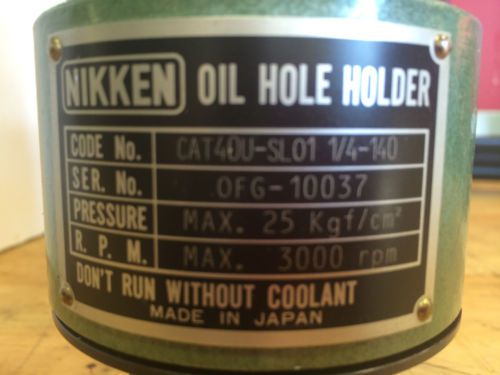 NIKKEN OIL HOLE HOLDER
CODE No. CAT40U-SL01 1/4-140
SER. No. OFG-10037
PRESSURE MAX. 25 Kgf/cm²
R. P. M. MAX. 3000 rpm
DON'T RUN WITHOUT COOLANT
MADE IN JAPAN